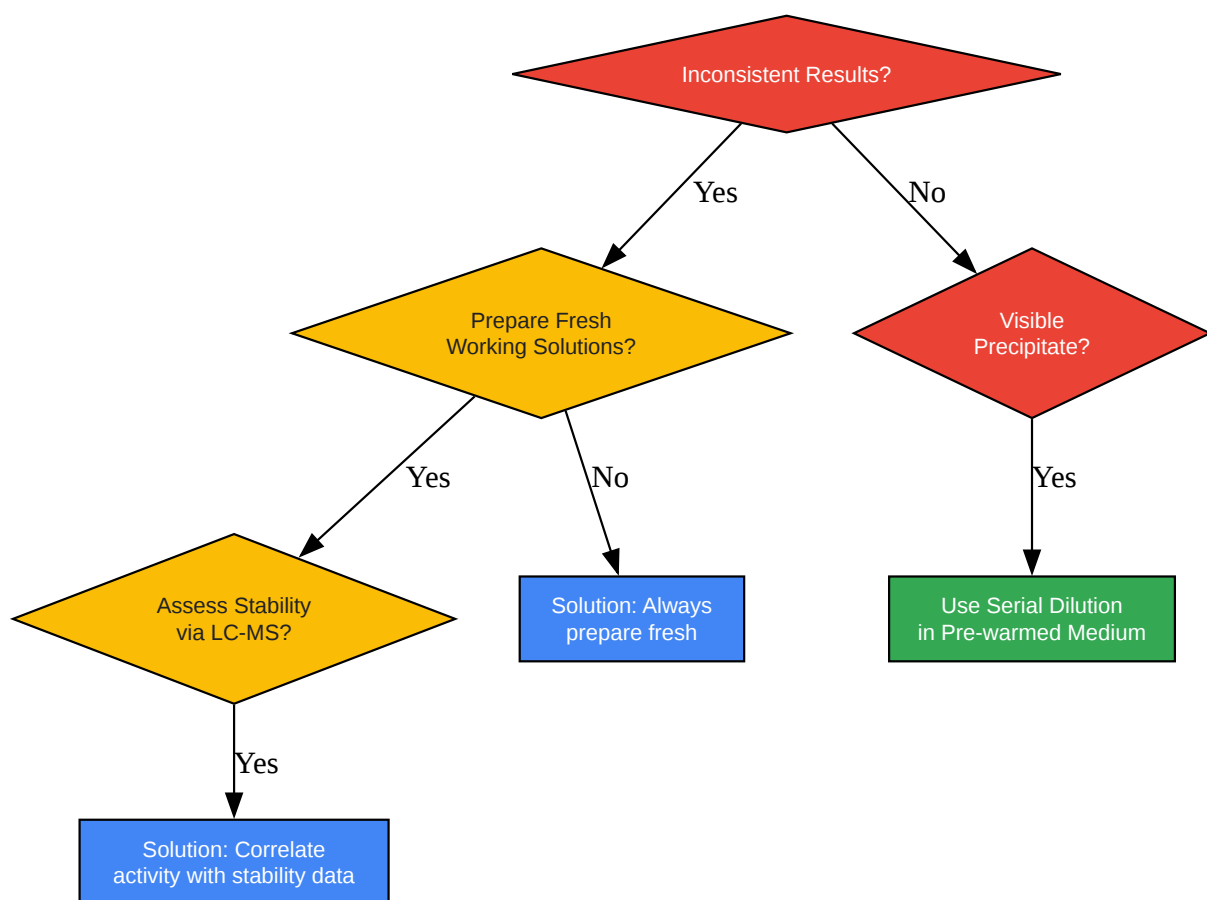 Inconsistent Results?
Yes
No
Prepare Fresh
Working Solutions?
Visible
Precipitate?
Yes
No
Yes
Assess Stability
via LC-MS?
Solution: Always
prepare fresh
Use Serial Dilution
in Pre-warmed Medium
Yes
Solution: Correlate
activity with stability data